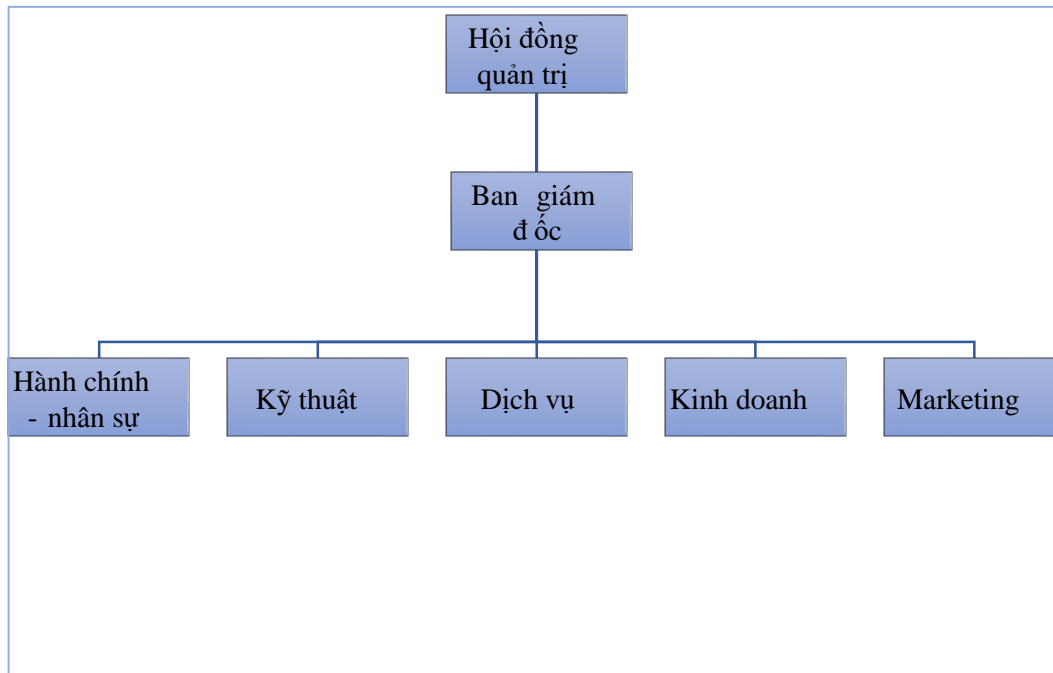 Hội đồng
quản trị
Ban giám
đ ốc
Hành chính
- nhân sự
Kỹ thuật
Dịch vụ
Kinh doanh
Marketing